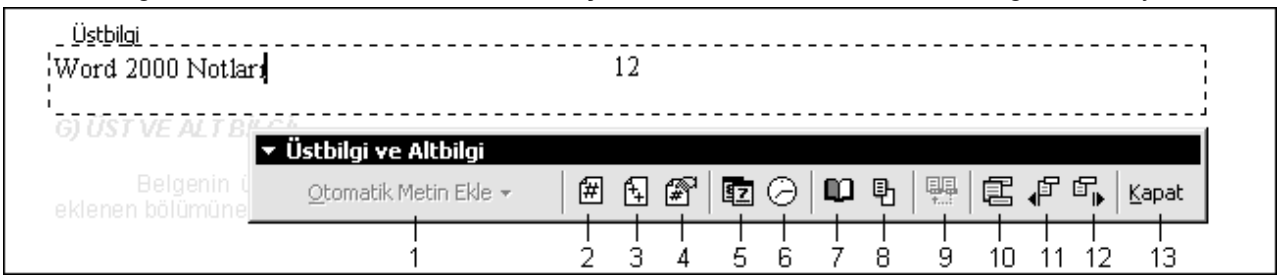 Üstbilgi
Word 2000 Notları 12
G) ÜST VE ALT Bİ
Üstbilgi ve Altbilgi
Belgenin ü
eklenen bölümüne
Otomatik Metin Ekle Kapat
1 2 3 4 5 6 7 8 9 10 11 12 13